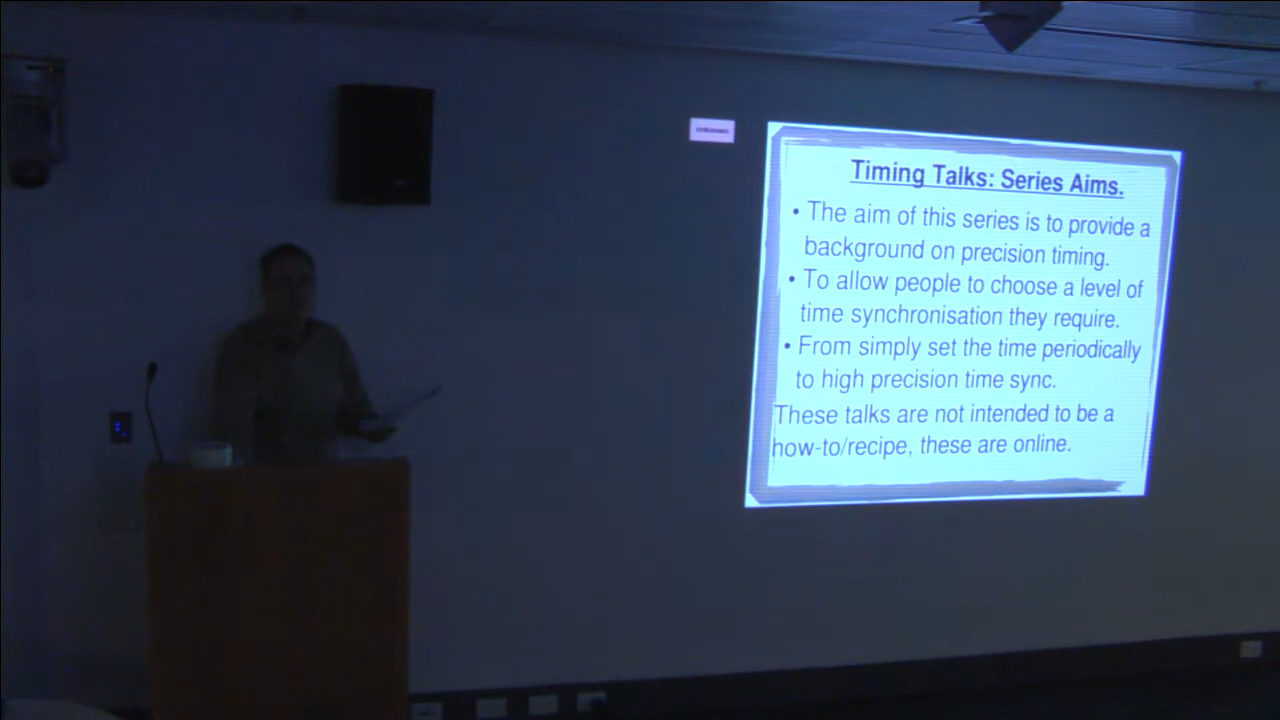 Timing Talks: Series Aims.
• The aim of this series is to provide a
background on precision timing.
• To allow people to choose a level of
time synchronisation they require.
• From simply set the time periodically
to high precision time sync.
These talks are not intended to be a
how-to/recipe, these are online.